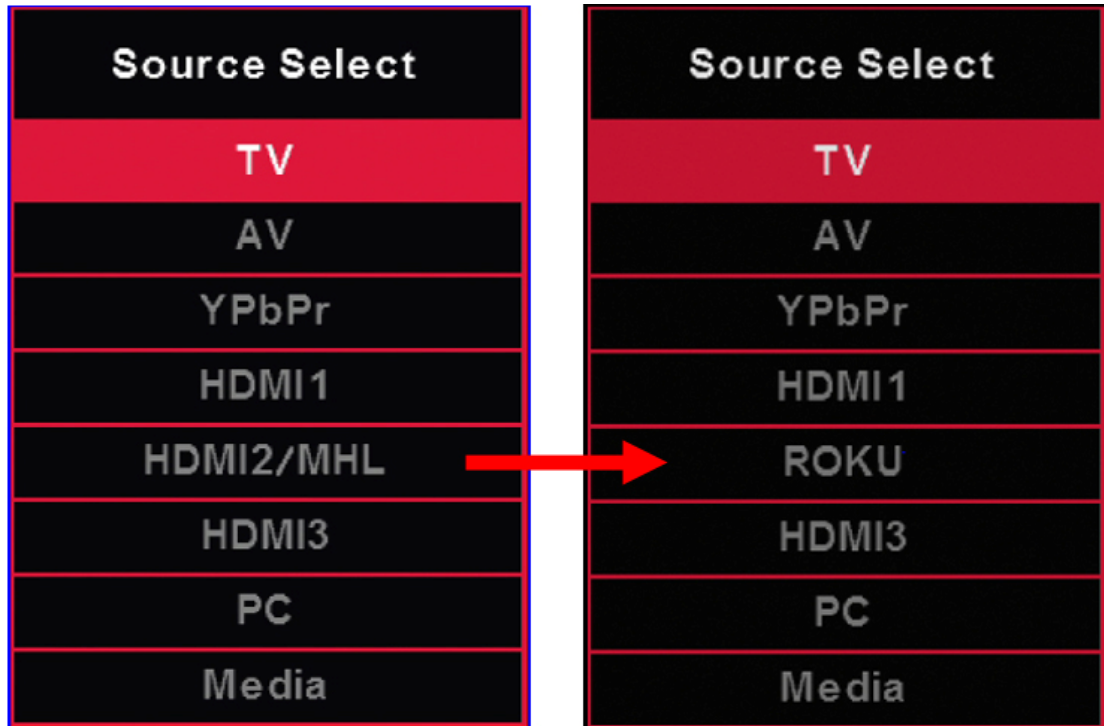 Source Select
TV
AV
YPbPr
HDMI1
HDMI2/MHL
HDMI3
PC
Media
Source Select
TV
AV
YPbPr
HDMI1
ROKU
HDMI3
PC
Media